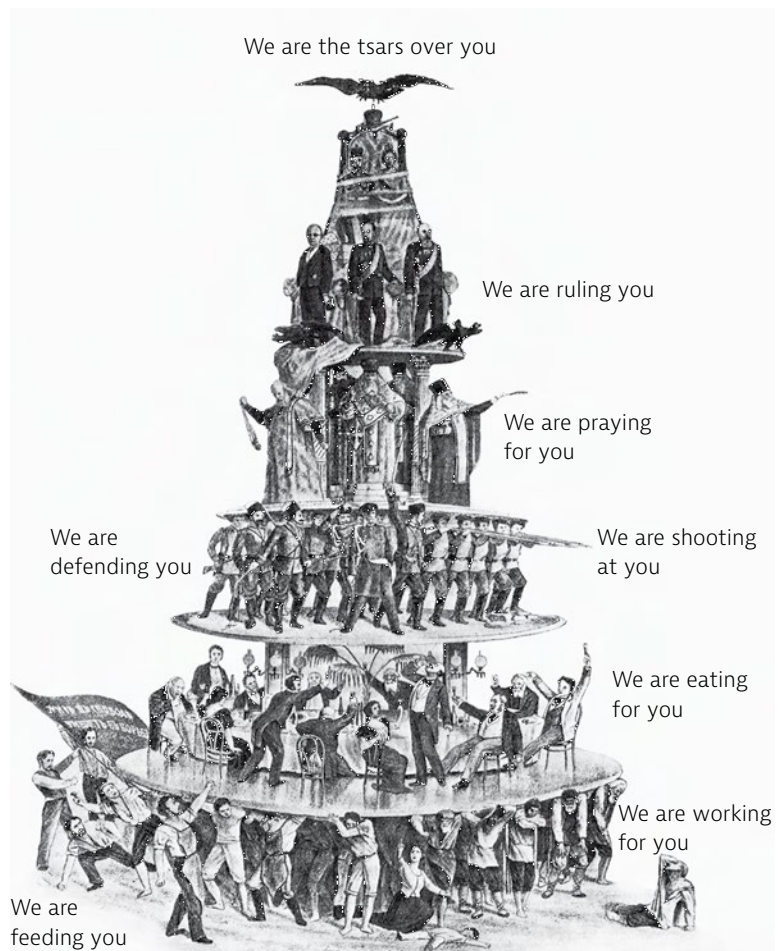 We are the tsars over you
We are ruling you
We are praying
for you
We are
defending you
We are shooting
at you
We are eating
for you
We are working
for you
We are
feeding you